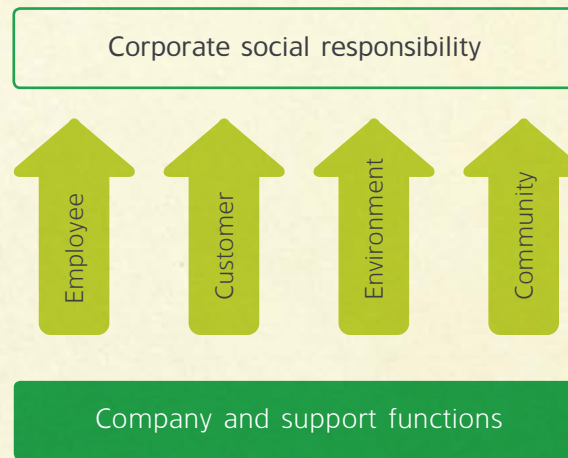 Corporate social responsibility
Employee
Customer
Environment
Community
Company and support functions